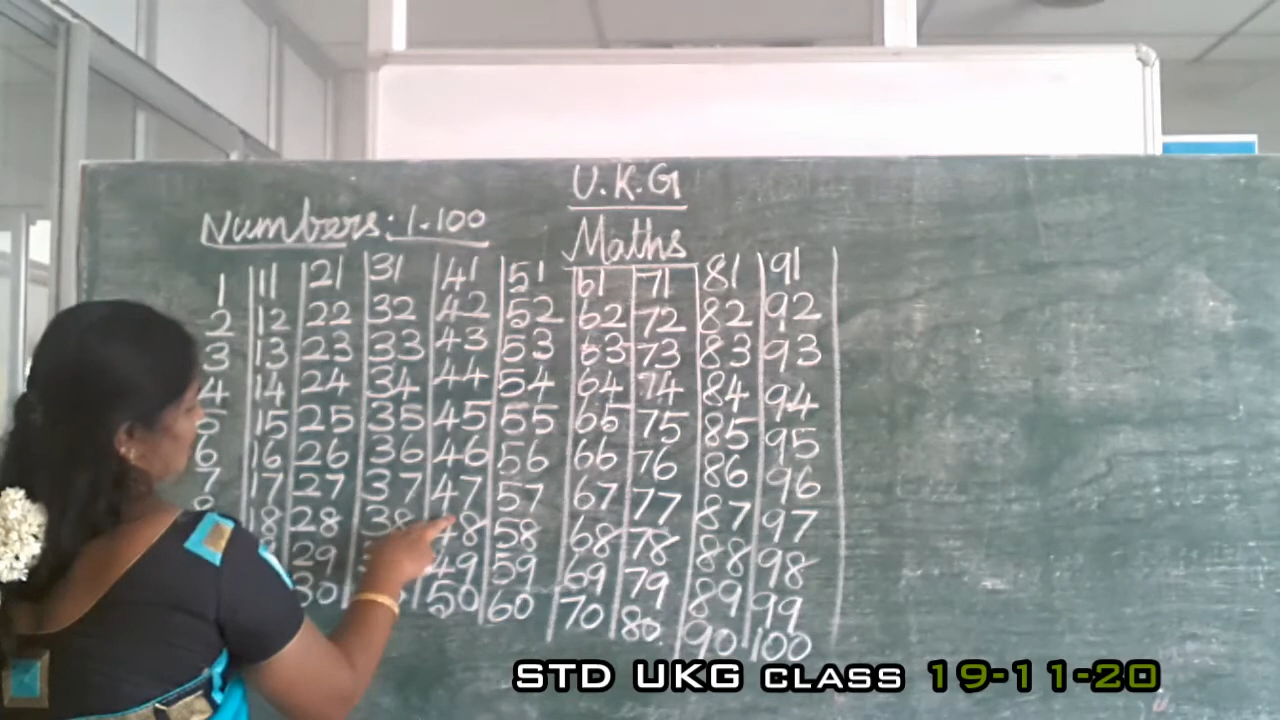 U.K.G
Numbers: 1-100
Maths
1 11 21 31 41 51 61 71 81 91
2 12 22 32 42 52 62 72 82 92
3 13 23 33 43 53 63 73 83 93
4 14 24 34 44 54 64 74 84 94
5 15 25 35 45 55 65 75 85 95
6 16 26 36 46 56 66 76 86 96
7 17 27 37 47 57 67 77 87 97
18 28 38 48 58 68 78 88 98
29 49 59 69 79 89 99
30 50 60 70 80 90 100
STD UKG CLASS 19-11-20